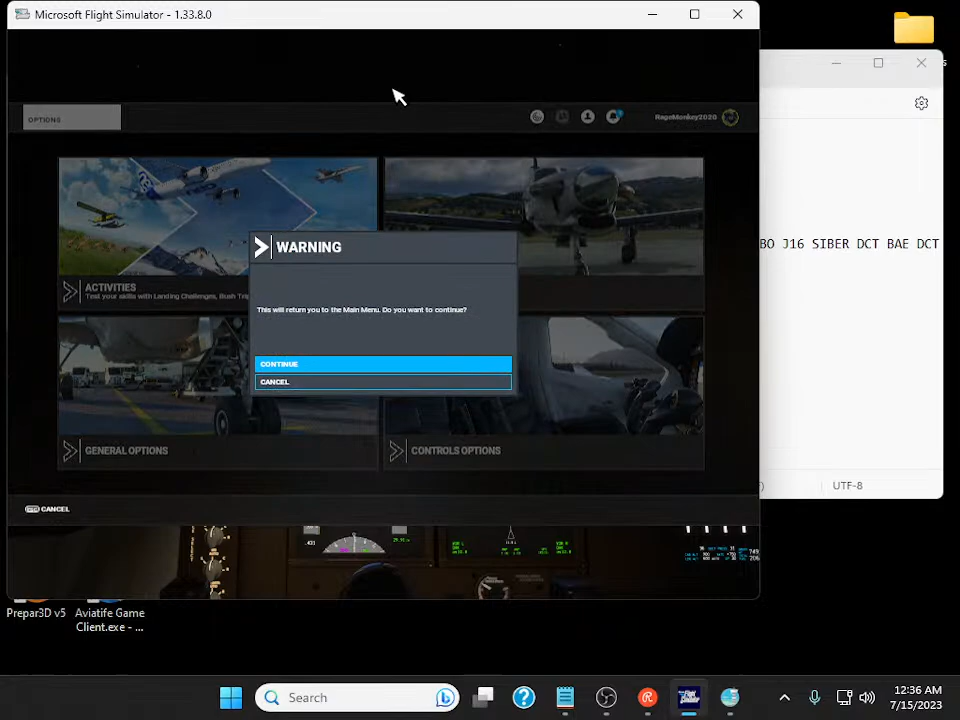 Microsoft Flight Simulator - 1.33.8.0
OPTIONS
RageMonkey2020
ACTIVITIES
Test your skills with Landing Challenges, Bush Trip
WARNING
This will return you to the Main Menu. Do you want to continue?
CONTINUE
CANCEL
GENERAL OPTIONS
CONTROLS OPTIONS
CANCEL
BO J16 SIBER DCT BAE DCT
UTF-8
Prepar3D v5
Aviatife Game
Client.exe - ...
Search
12:36 AM
7/15/2023